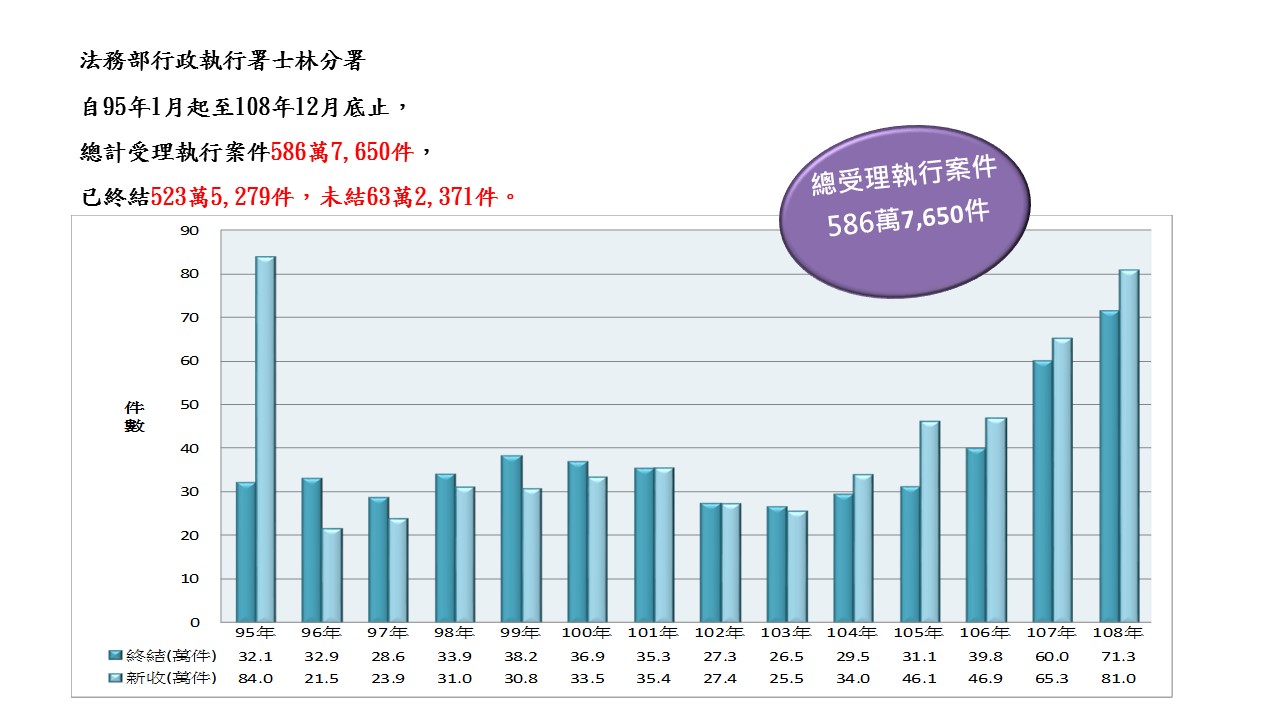 法務部行政執行署士林分署
自95年1月起至108年12月底止，
總計受理執行案件586萬7,650件，
已終結523萬5,279件，未結63萬2,371件。
總受理執行案件
586萬7,650件
90
80
70
60
50
40
30
20
10
0
件數
95年 96年 97年 98年 99年 100年 101年 102年 103年 104年 105年 106年 107年 108年
終結(萬件) 32.1 32.9 28.6 33.9 38.2 36.9 35.3 27.3 26.5 29.5 31.1 39.8 60.0 71.3
新收(萬件) 84.0 21.5 23.9 31.0 30.8 33.5 35.4 27.4 25.5 34.0 46.1 46.9 65.3 81.0